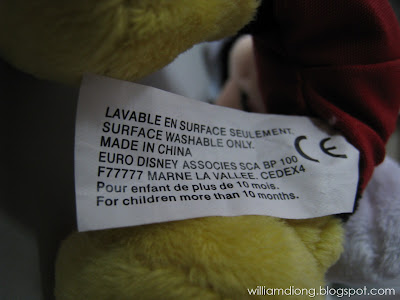 LAVABLE EN SURFACE SEULEMENT.
SURFACE WASHABLE ONLY.
MADE IN CHINA
EURO DISNEY ASSOCIES SCA BP 100
F77777 MARNE LA VALLEE, CEDEX4
Pour enfant de plus de 10 mois.
For children more than 10 months.
CE
williamdiong.blogspot.com